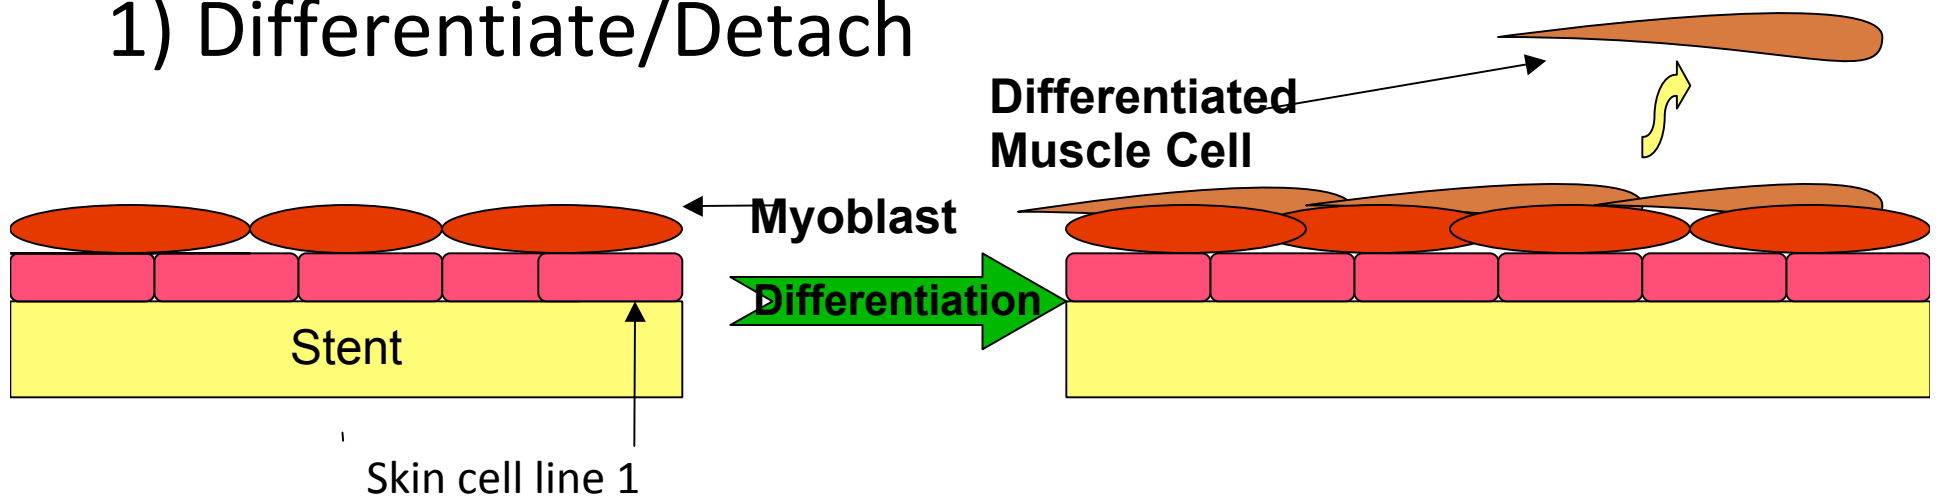 1) Differentiate/Detach
Differentiated
Muscle Cell
Myoblast
Differentiation
Stent
Skin cell line 1